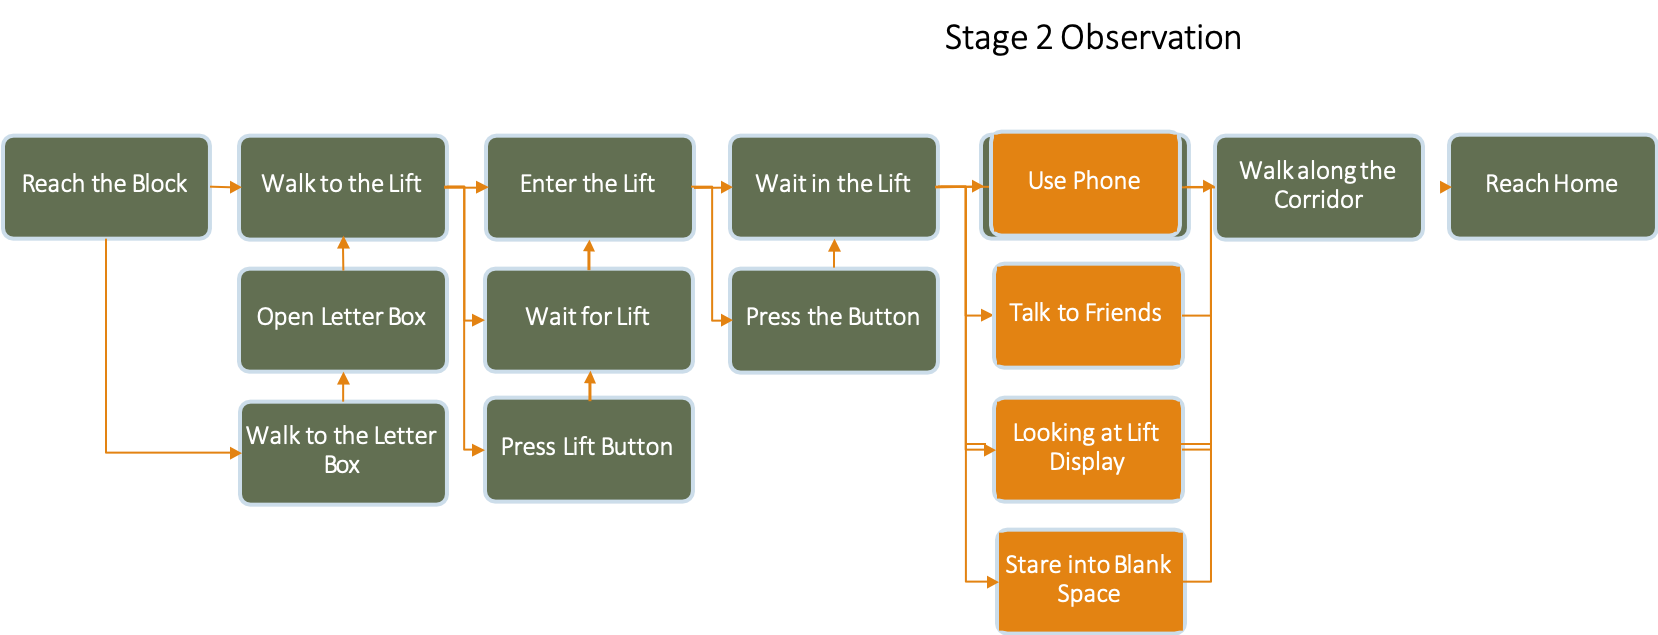 Stage 2 Observation
Reach the Block
Walk to the Lift
Enter the Lift
Wait in the Lift
Use Phone
Walk along the
Corridor
Reach Home
Open Letter Box
Wait for Lift
Press the Button
Talk to Friends
Walk to the Letter
Box
Press Lift Button
Looking at Lift
Display
Stare into Blank
Space